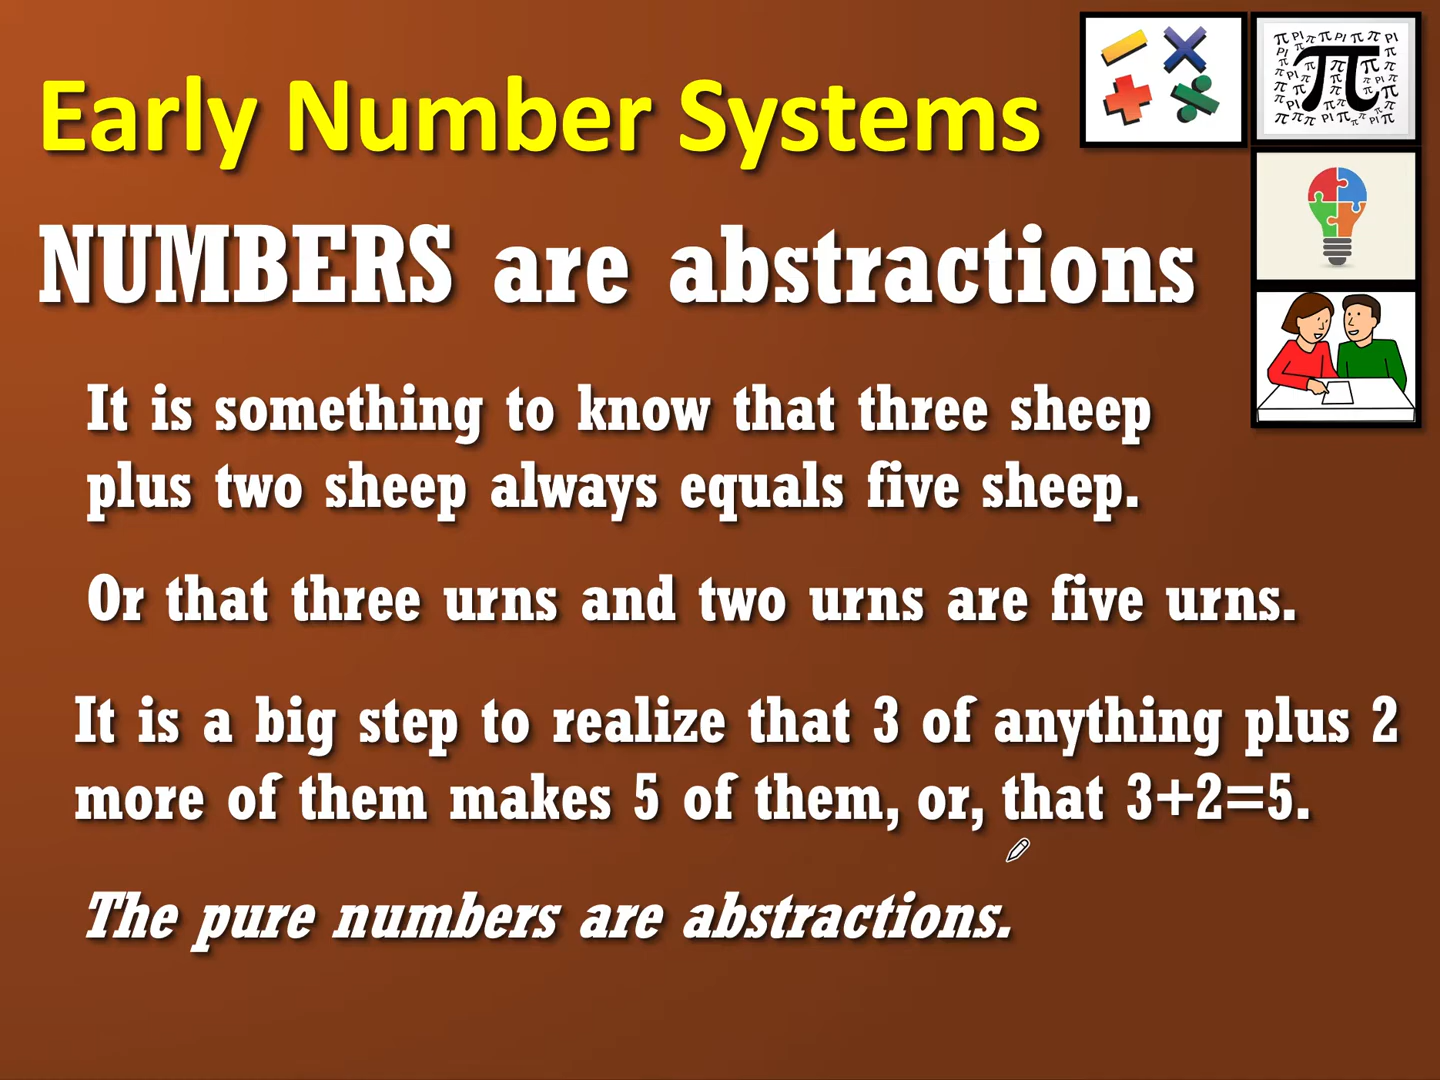 Early Number Systems
NUMBERS are abstractions
It is something to know that three sheep
plus two sheep always equals five sheep.
Or that three urns and two urns are five urns.
It is a big step to realize that 3 of anything plus 2
more of them makes 5 of them, or, that 3+2=5.
The pure numbers are abstractions.